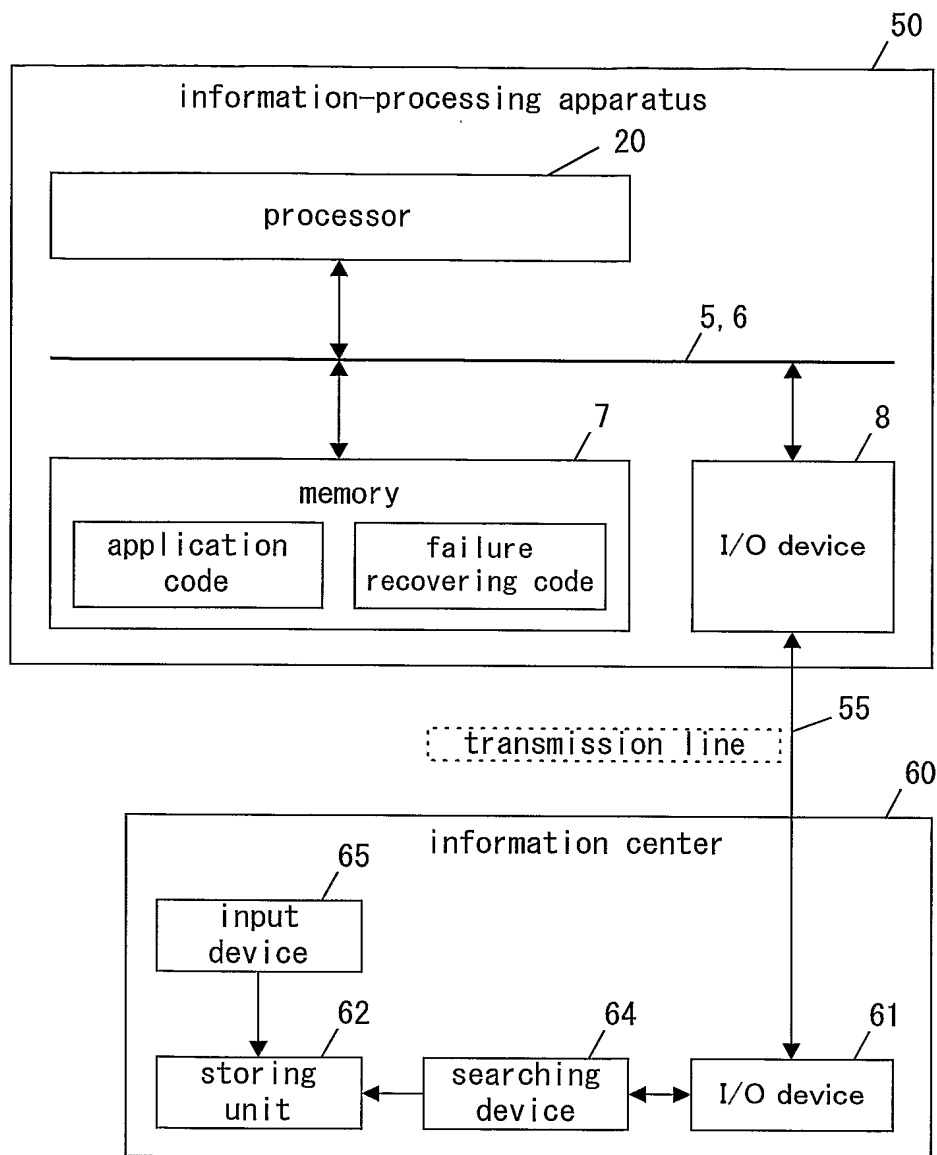 50
information-processing apparatus
20
processor
5,6
7
8
memory
application
code
failure
recovering code
I/O device
55
transmission line
60
information center
65
input
device
62
64
61
storing
unit
searching
device
I/O device